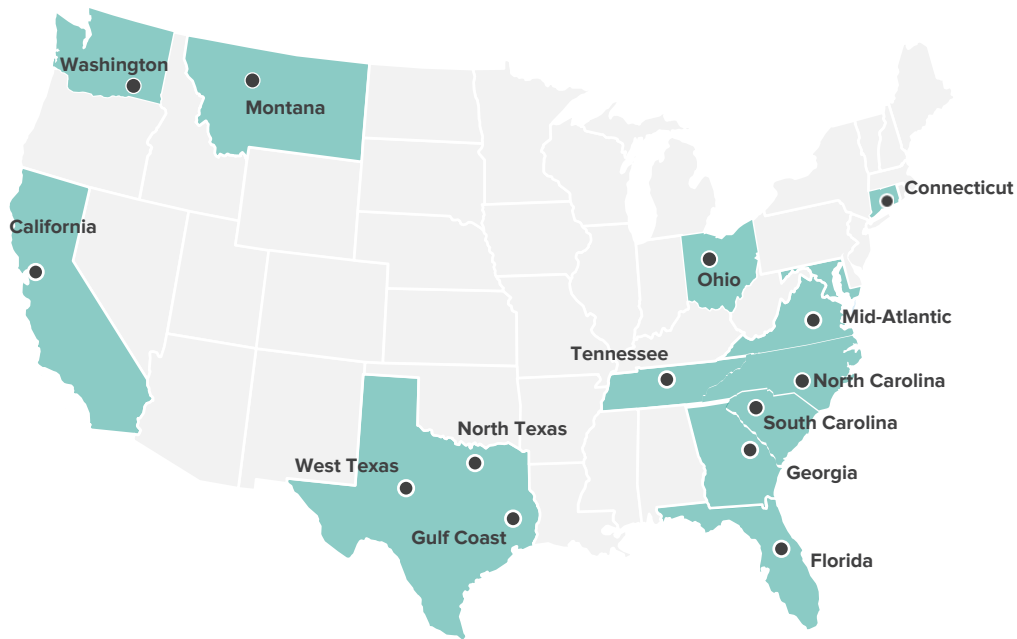 Washington
Montana
Connecticut
California
Ohio
Mid-Atlantic
Tennessee
North Carolina
South Carolina
North Texas
West Texas
Georgia
Gulf Coast
Florida